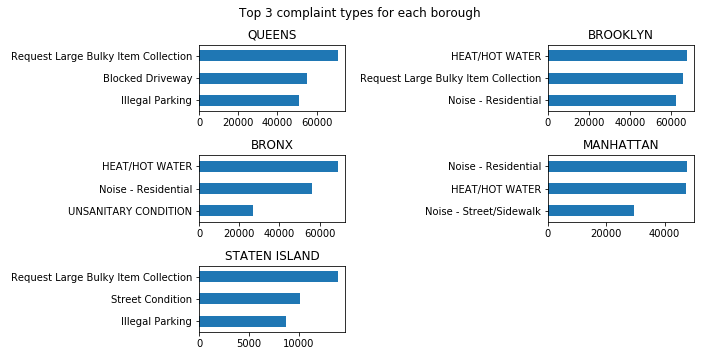 Top 3 complaint types for each borough
QUEENS
Request Large Bulky Item Collection
Blocked Driveway
Illegal Parking
0 20000 40000 60000
BROOKLYN
HEAT/HOT WATER
Request Large Bulky Item Collection
Noise - Residential
0 20000 40000 60000
BRONX
HEAT/HOT WATER
Noise - Residential
UNSANITARY CONDITION
0 20000 40000 60000
MANHATTAN
Noise - Residential
HEAT/HOT WATER
Noise - Street/Sidewalk
0 20000 40000
STATEN ISLAND
Request Large Bulky Item Collection
Street Condition
Illegal Parking
0 5000 10000